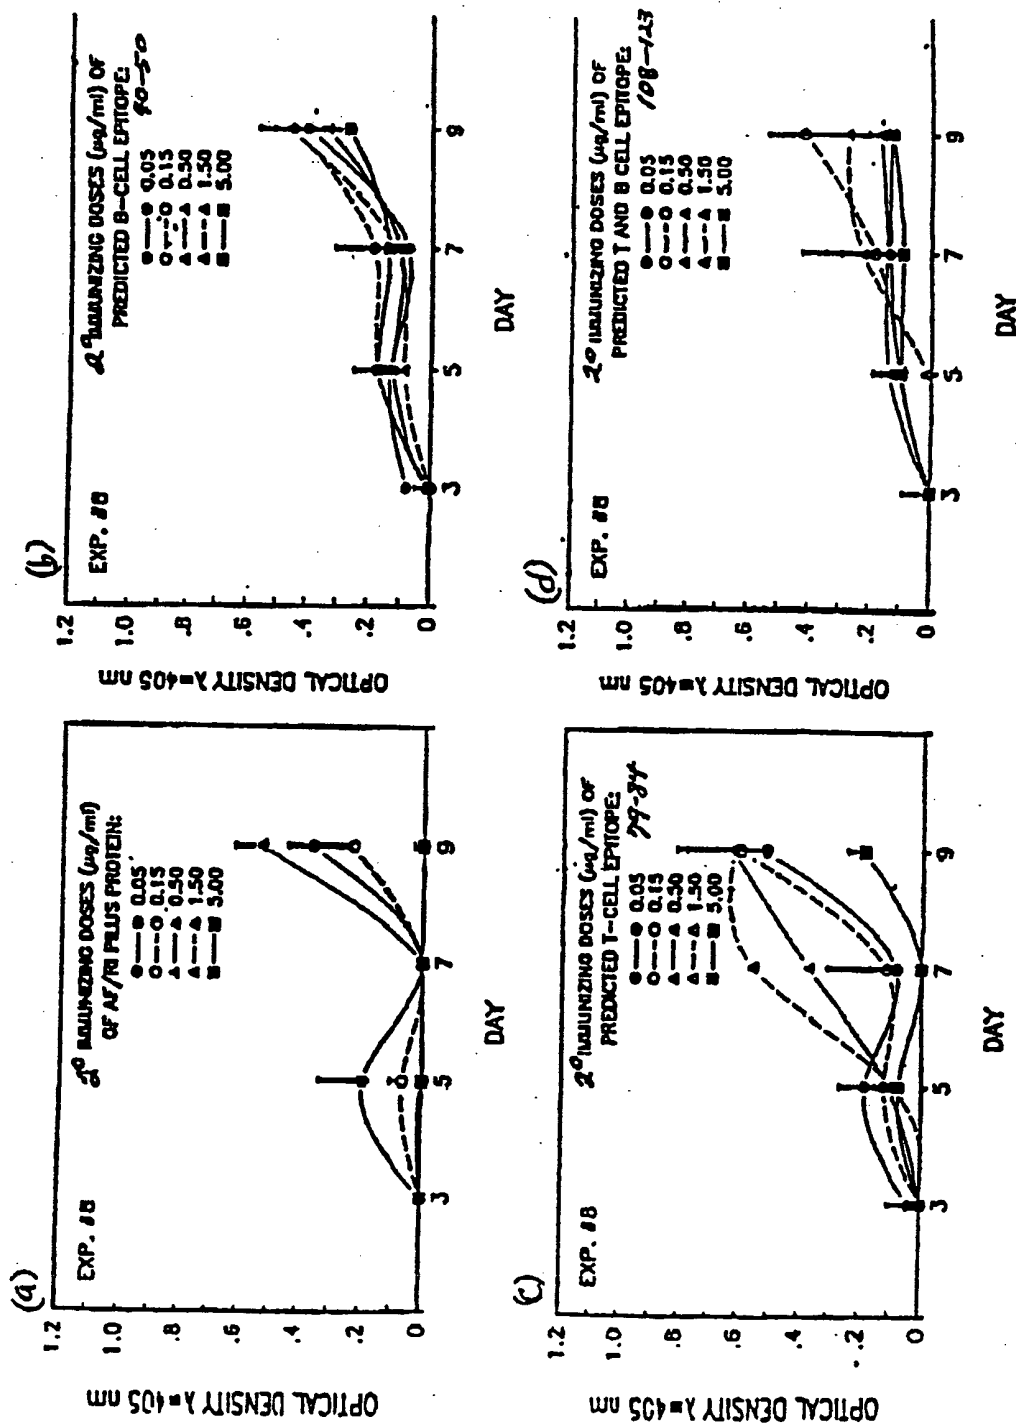 (a)
EXP. #8
2° IMMUNIZING DOSES (µg/ml)
OF AF/RI PILUS PROTEIN:
0.05
0.15
0.50
1.50
5.00
OPTICAL DENSITY λ=405 nm
1.2
1.0
.8
.6
.4
.2
0
3
5
7
9
DAY
(b)
EXP. #8
2° IMMUNIZING DOSES (µg/ml) OF
PREDICTED B-CELL EPITOPE: 40-50
0.05
0.15
0.50
1.50
5.00
OPTICAL DENSITY λ=405 nm
1.2
1.0
.8
.6
.4
.2
0
3
5
7
9
DAY
(c)
EXP. #8
2° IMMUNIZING DOSES (µg/ml) OF
PREDICTED T-CELL EPITOPE: 79-84
0.05
0.15
0.50
1.50
5.00
OPTICAL DENSITY λ=405 nm
1.2
1.0
.8
.6
.4
.2
0
3
5
7
9
DAY
(d)
EXP. #8
2° IMMUNIZING DOSES (µg/ml) OF
PREDICTED T AND B CELL EPITOPE: 108-123
0.05
0.15
0.50
1.50
5.00
OPTICAL DENSITY λ=405 nm
1.2
1.0
.8
.6
.4
.2
0
3
5
7
9
DAY